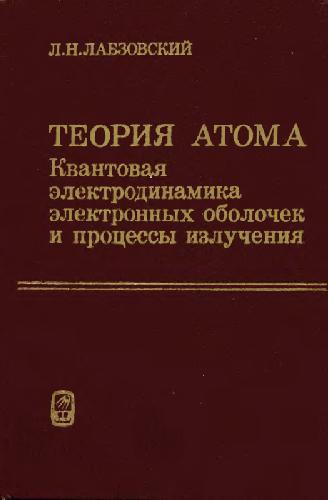 Л.Н.ЛАБЗОВСКИЙ
ТЕОРИЯ АТОМА
Квантовая
электродинамика
электронных оболочек
и процессы излучения